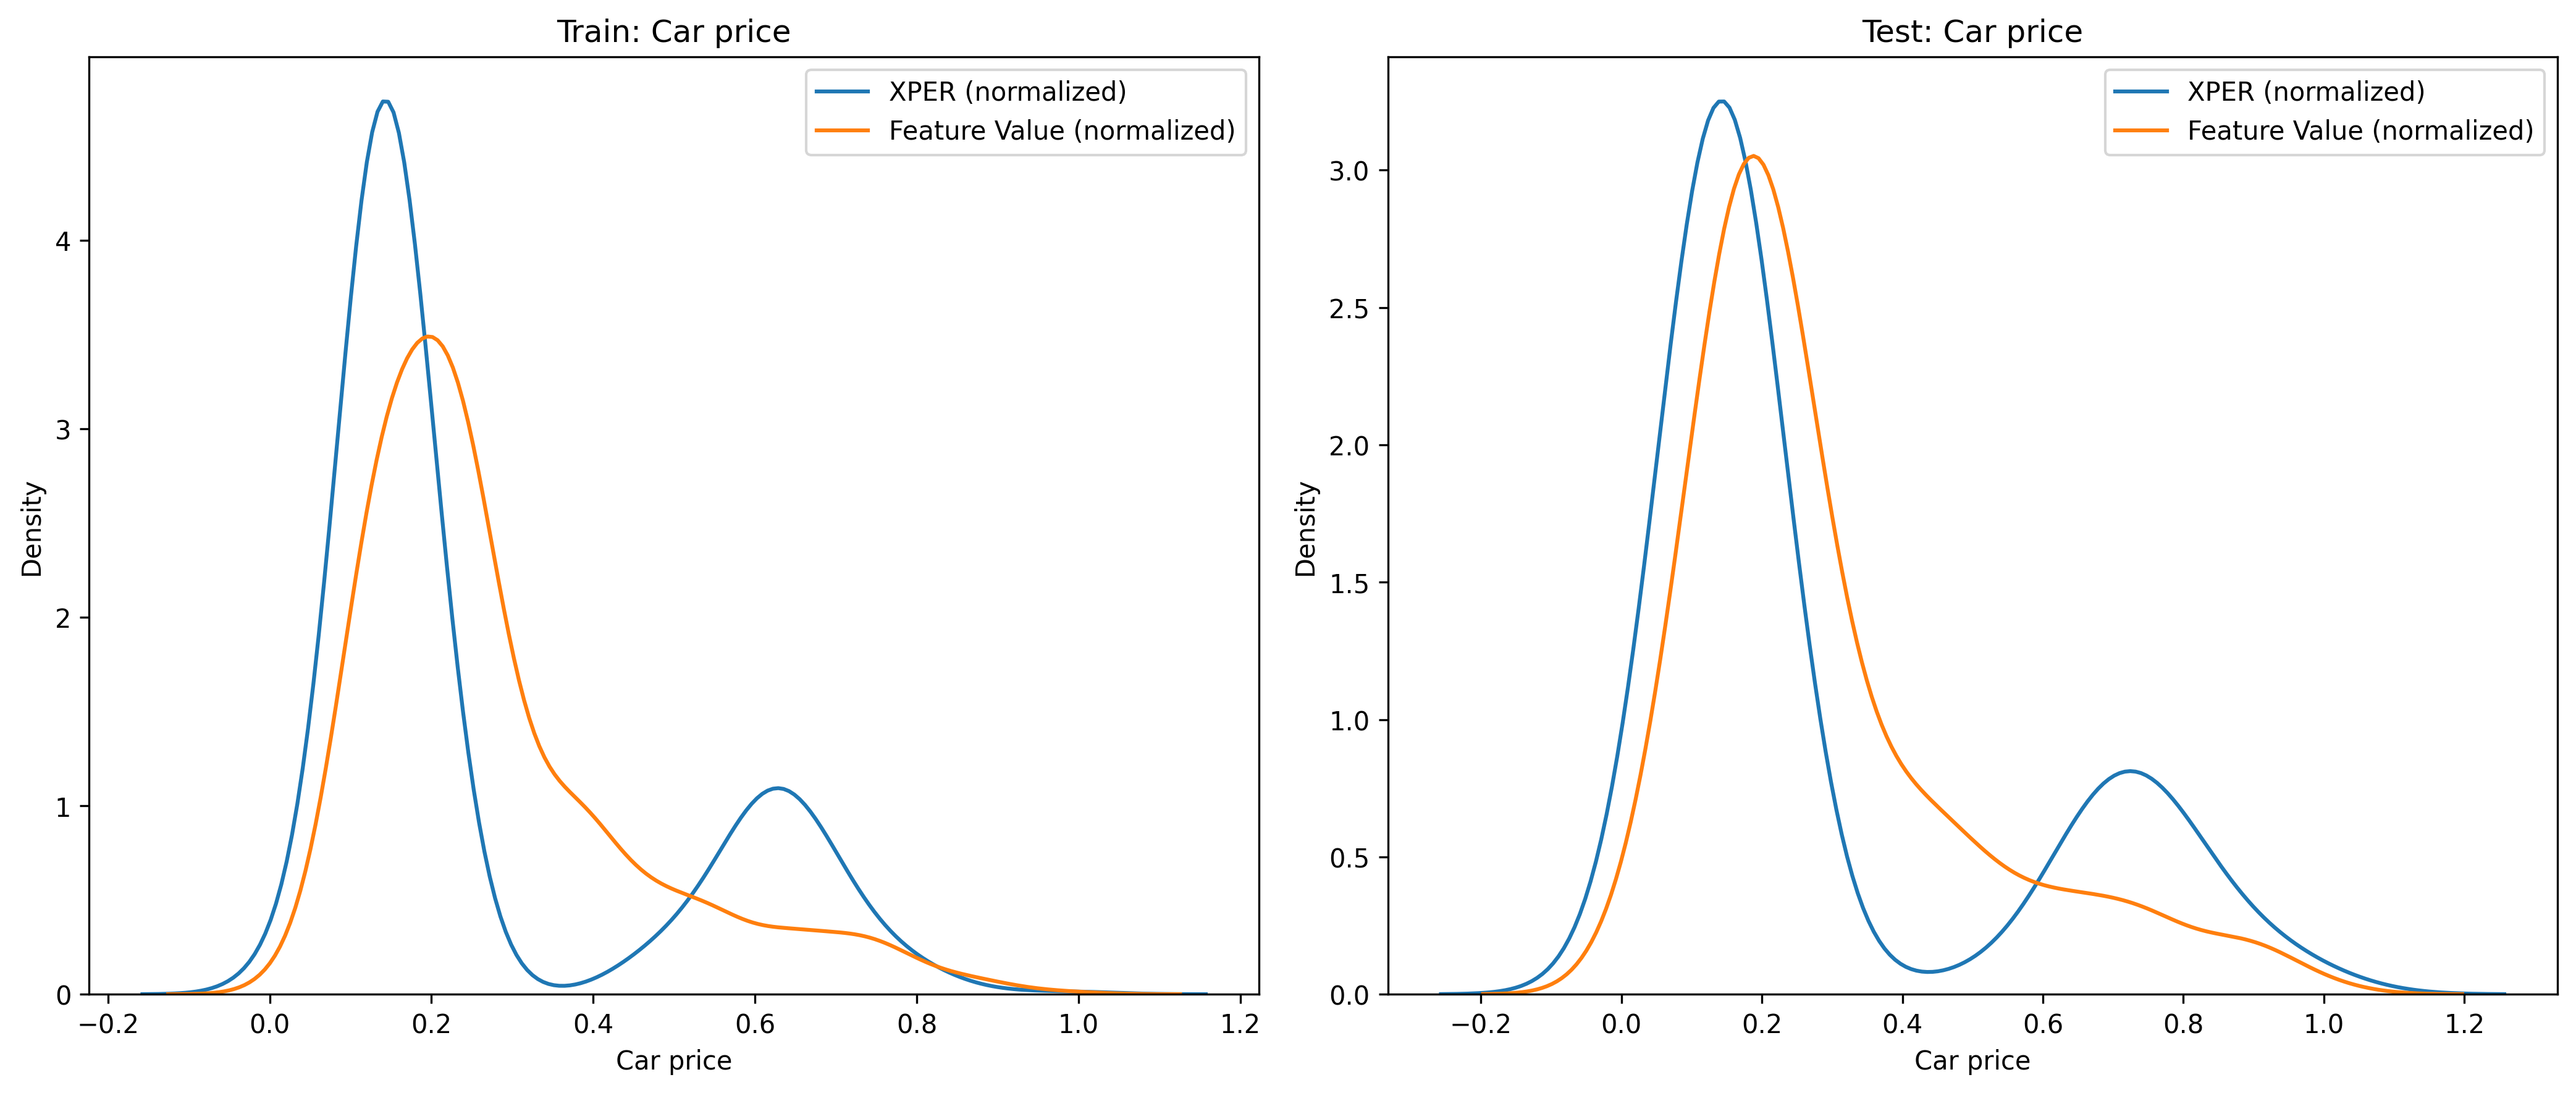 Train: Car price
XPER (normalized)
Feature Value (normalized)
Density
4
3
2
1
0
−0.2
0.0
0.2
0.4
0.6
0.8
1.0
1.2
Car price
Test: Car price
XPER (normalized)
Feature Value (normalized)
Density
3.0
2.5
2.0
1.5
1.0
0.5
0.0
−0.2
0.0
0.2
0.4
0.6
0.8
1.0
1.2
Car price